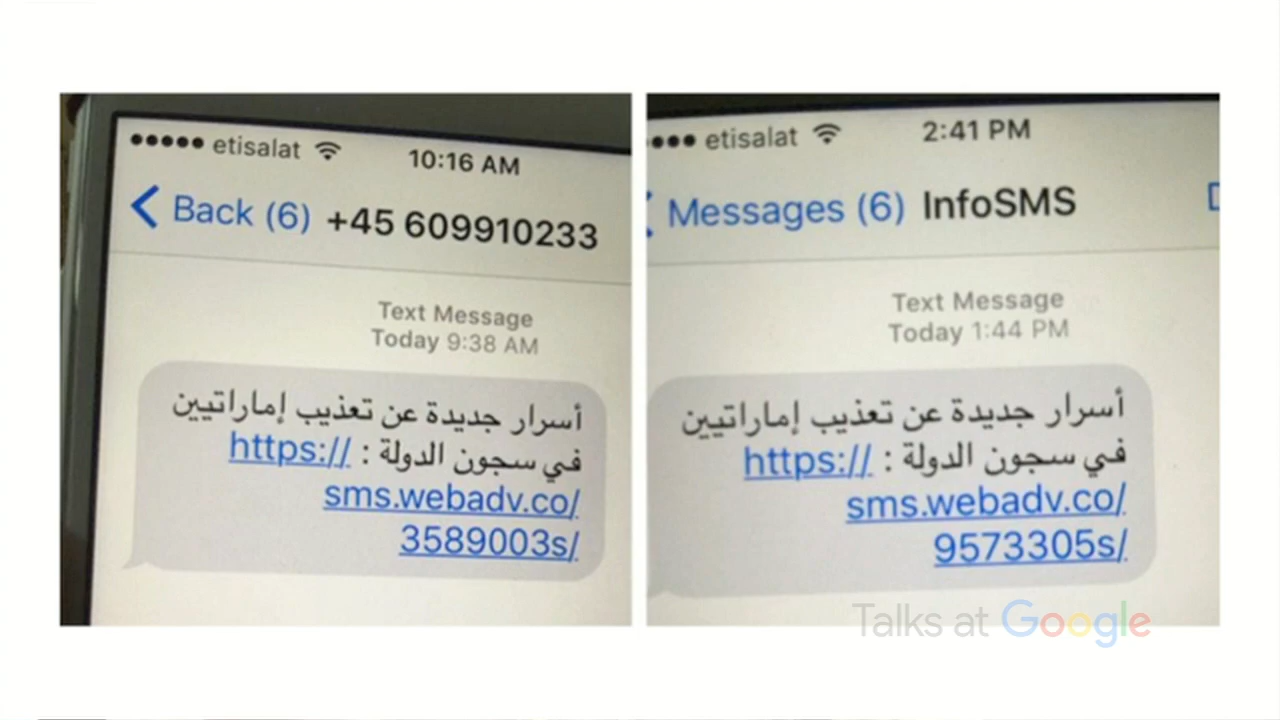 etisalat 10:16 AM
Back (6) +45 609910233
Text Message
Today 9:38 AM
أسرار جديدة عن تعذيب إماراتيين
في سجون الدولة : https://
sms.webadv.co/
3589003s/
etisalat 2:41 PM
Messages (6) InfoSMS
Text Message
Today 1:44 PM
أسرار جديدة عن تعذيب إماراتيين
في سجون الدولة : https://
sms.webadv.co/
9573305s/
Talks at Google